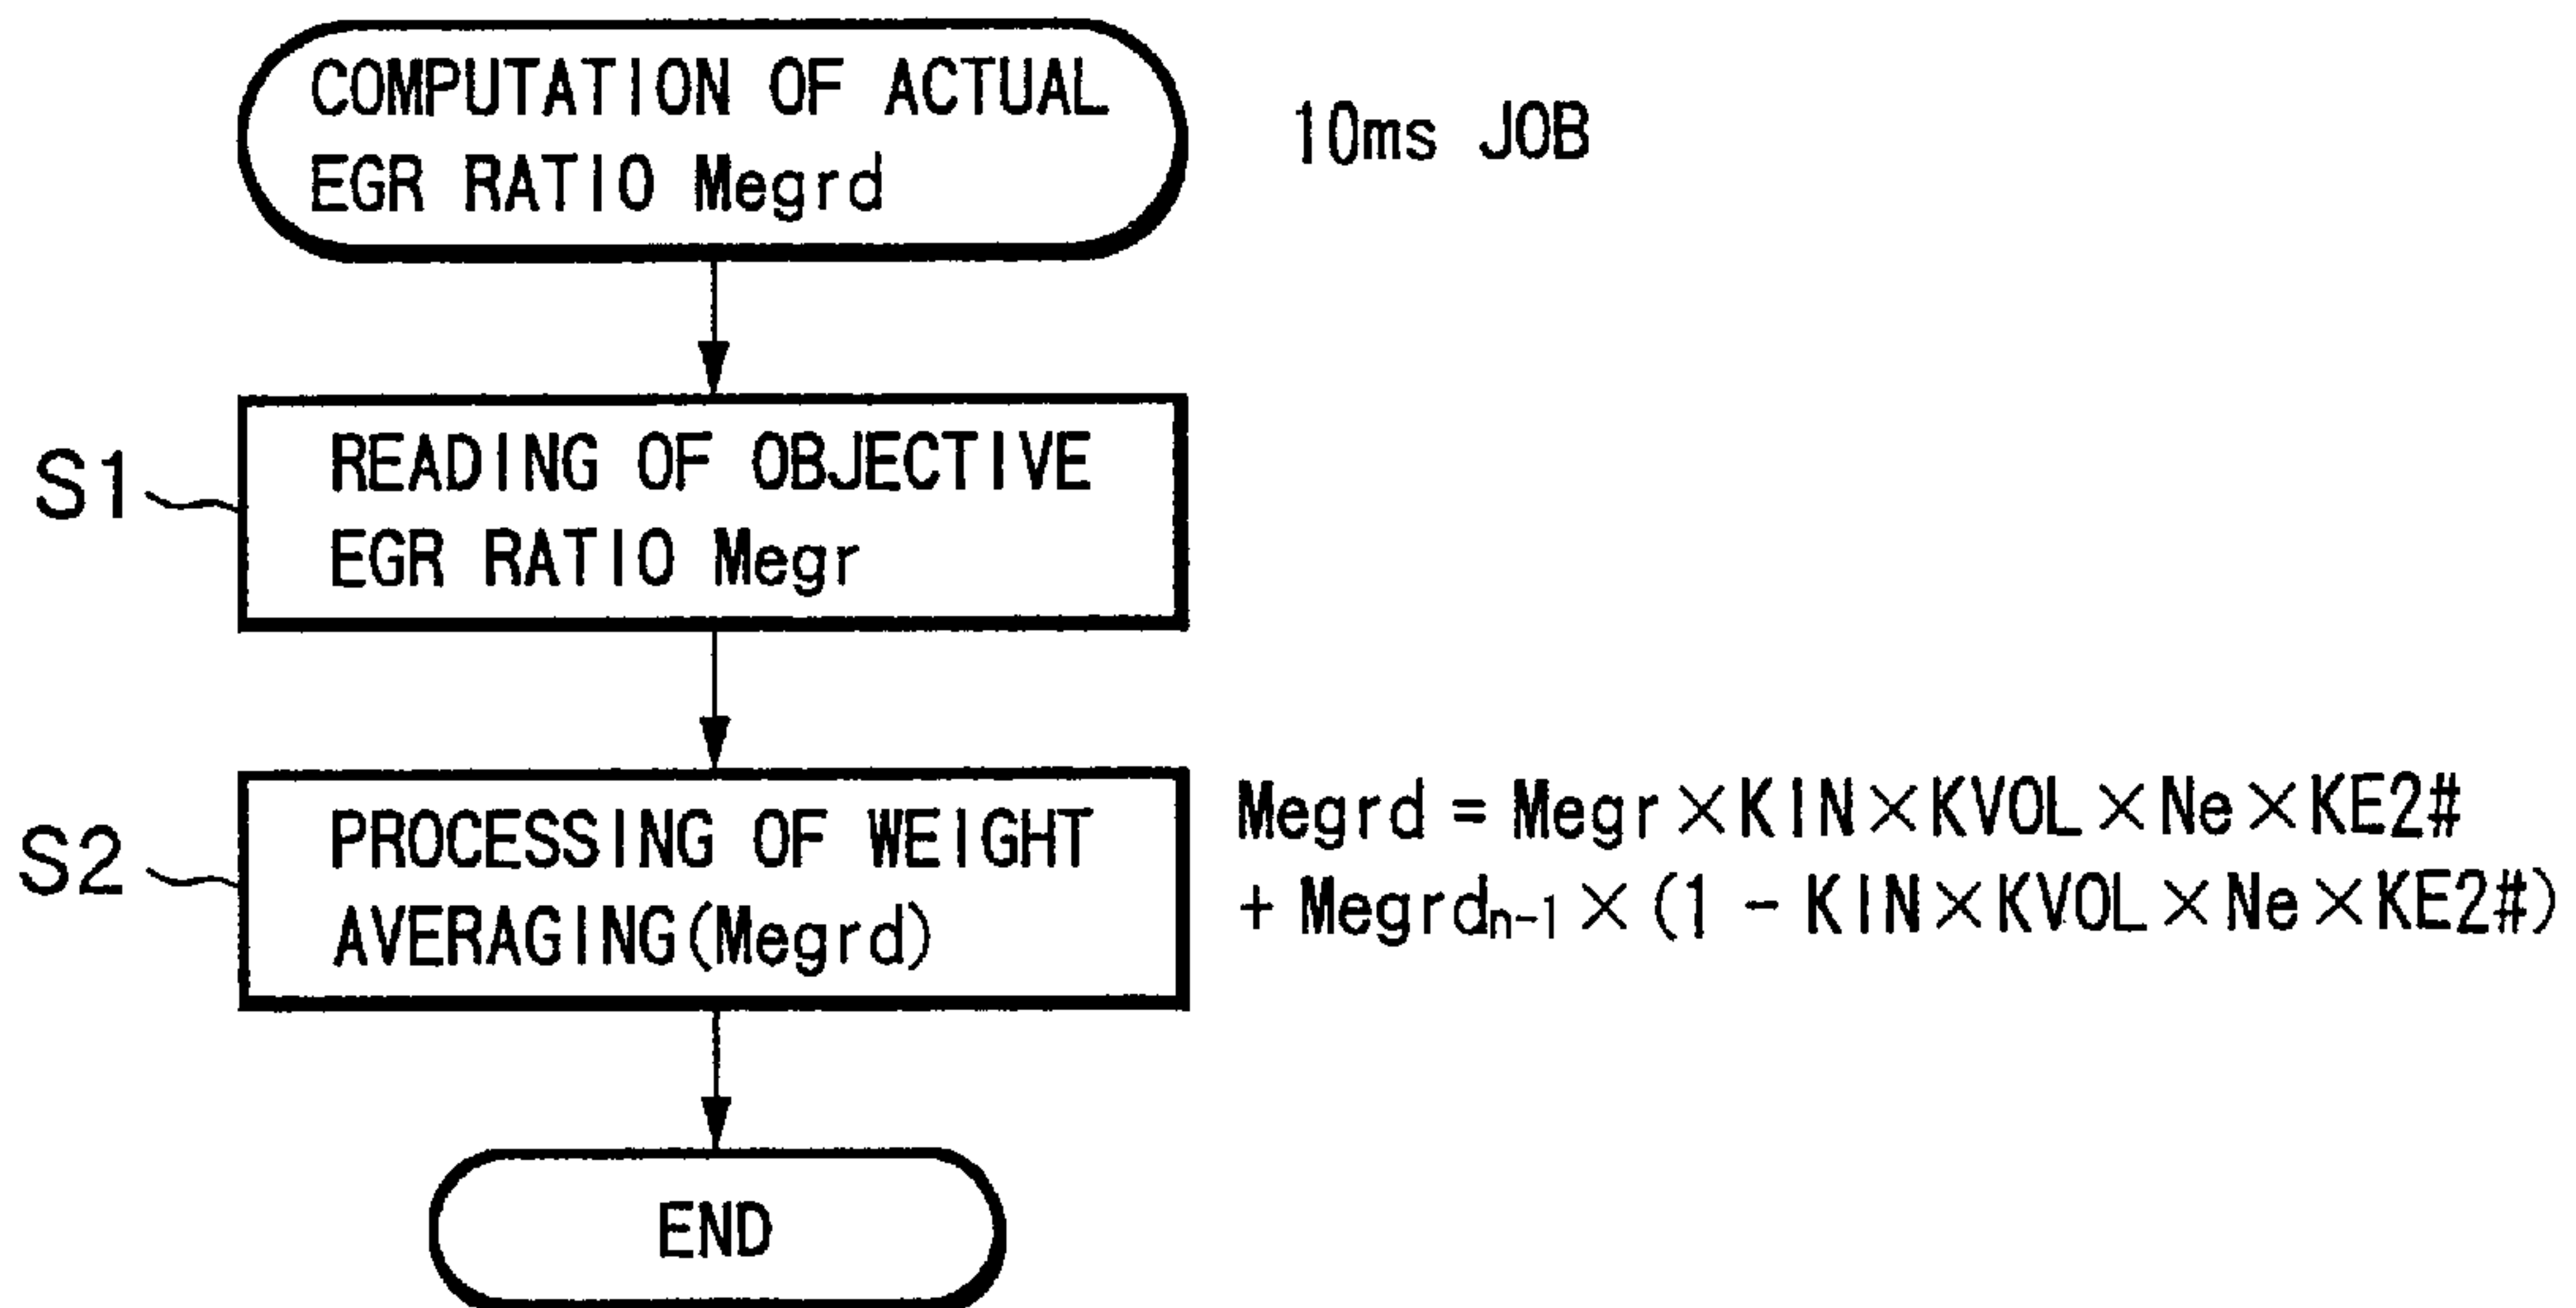 COMPUTATION OF ACTUAL
EGR RATIO Megrd
10ms JOB
S1
READING OF OBJECTIVE
EGR RATIO Megr
S2
PROCESSING OF WEIGHT
AVERAGING(Megrd)
Megrd = Megr×KIN×KVOL×Ne×KE2#
+ Megrdₙ₋₁ × (1 - KIN×KVOL×Ne×KE2#)
END